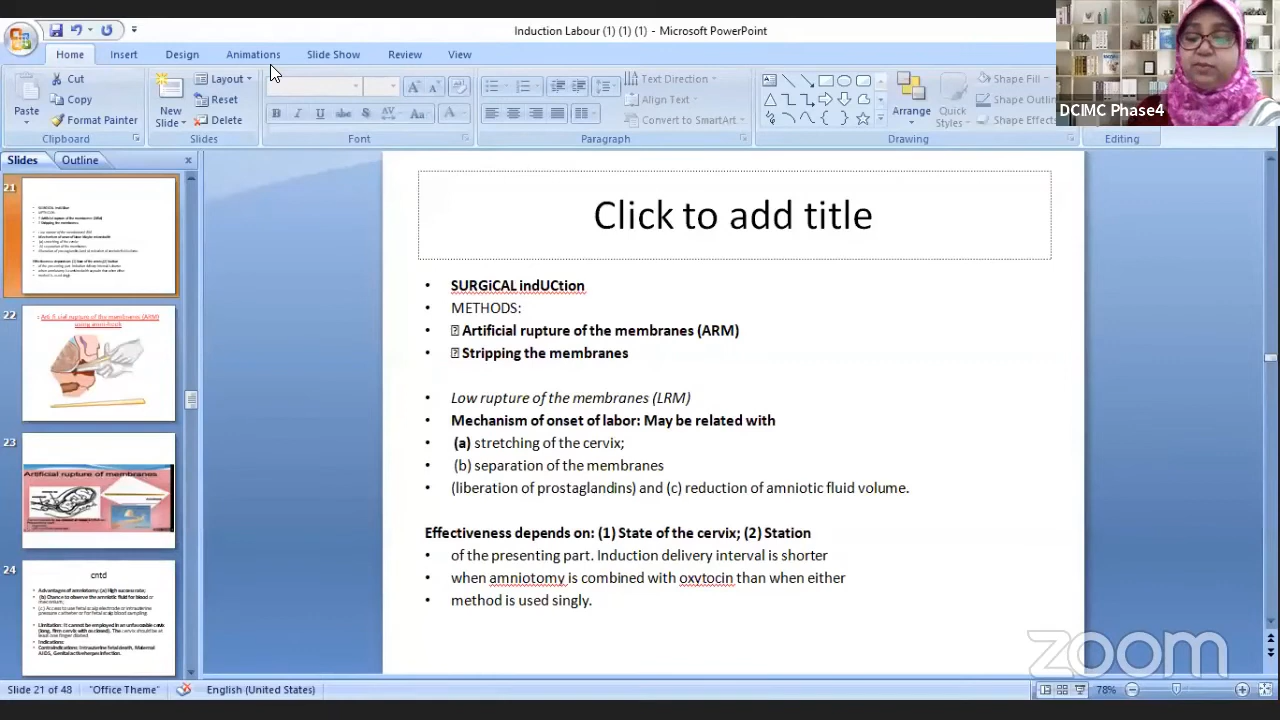 Induction Labour (1) (1) (1) - Microsoft PowerPoint
Home Insert Design Animations Slide Show Review View
Cut
Copy
Format Painter
Paste
Clipboard
New
Slide
Layout
Reset
Delete
Slides
Font
Text Direction
Align Text
Convert to SmartArt
Paragraph
Arrange
Quick
Styles
Shape Fill
Shape Outlin
Shape Effects
Drawing
Editing
DCIMC Phase4
Slides Outline
21
22
23
Artificial rupture of membranes
24
cntd
Click to add title
• SURGiCAL indUCtion
• METHODS:
• Artificial rupture of the membranes (ARM)
• Stripping the membranes
• Low rupture of the membranes (LRM)
• Mechanism of onset of labor: May be related with
• (a) stretching of the cervix;
• (b) separation of the membranes
• (liberation of prostaglandins) and (c) reduction of amniotic fluid volume.
Effectiveness depends on: (1) State of the cervix; (2) Station
• of the presenting part. Induction delivery interval is shorter
• when amniotomy is combined with oxytocin than when either
• method is used singly.
zoom
Slide 21 of 48 "Office Theme" English (United States) 78%